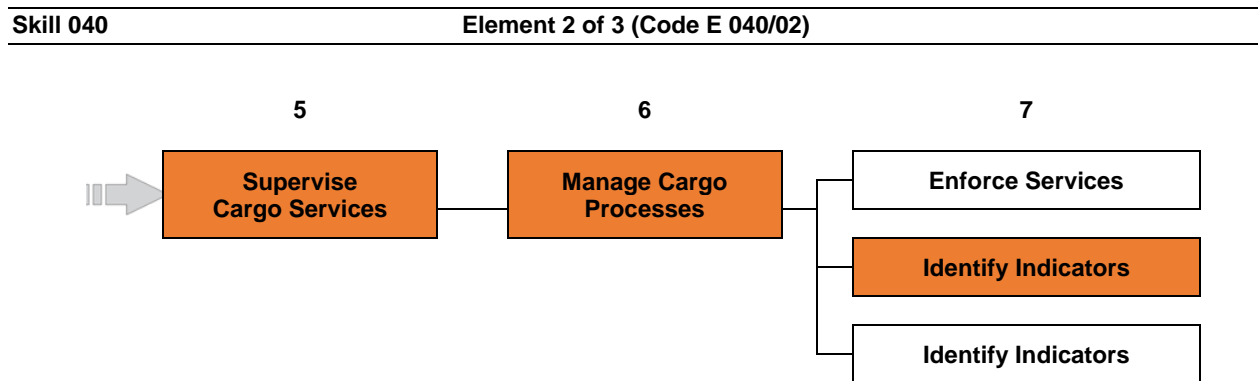 Skill 040 Element 2 of 3 (Code E 040/02)
5 6 7
Supervise
Cargo Services
Manage Cargo
Processes
Enforce Services
Identify Indicators
Identify Indicators